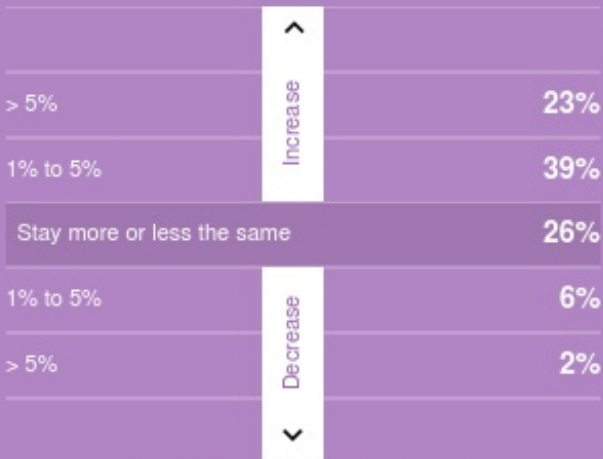 > 5%
23%
Increase
1% to 5%
39%
Stay more or less the same
26%
1% to 5%
6%
Decrease
> 5%
2%